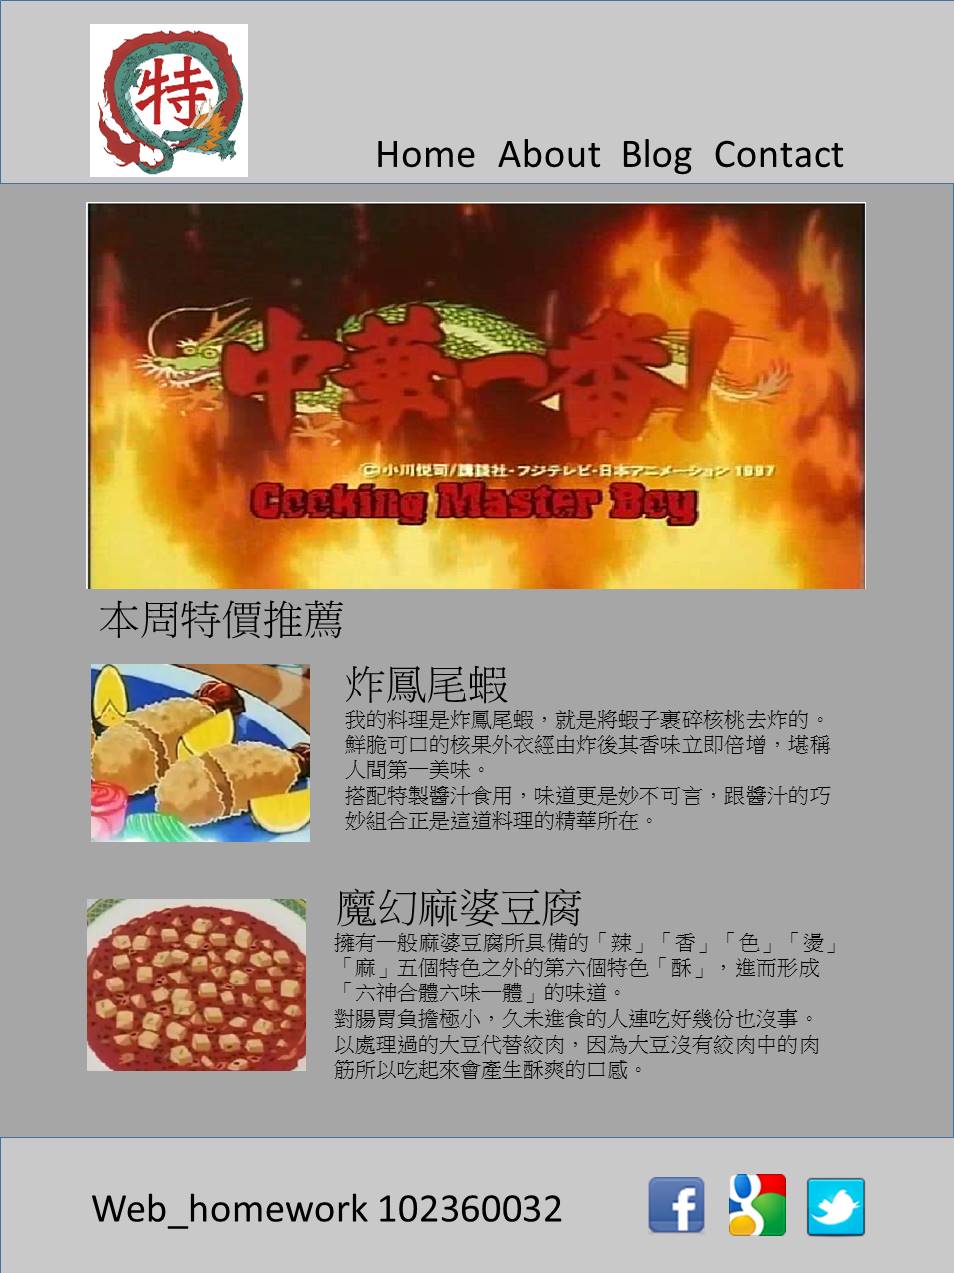 特
Home About Blog Contact
中華一番!
©小川悦司/講談社・フジテレビ・日本アニメーション 1997
Cooking Master Boy
本周特價推薦
炸鳳尾蝦
我的料理是炸鳳尾蝦，就是將蝦子裹碎核桃去炸的。
鮮脆可口的核果外衣經由炸後其香味立即倍增，堪稱
人間第一美味。
搭配特製醬汁食用，味道更是妙不可言，跟醬汁的巧
妙組合正是這道料理的精華所在。
魔幻麻婆豆腐
擁有一般麻婆豆腐所具備的「辣」「香」「色」「燙」
「麻」五個特色之外的第六個特色「酥」，進而形成
「六神合體六味一體」的味道。
對腸胃負擔極小，久未進食的人連吃好幾份也沒事。
以處理過的大豆代替絞肉，因為大豆沒有絞肉中的肉
筋所以吃起來會產生酥爽的口感。
Web_homework 102360032